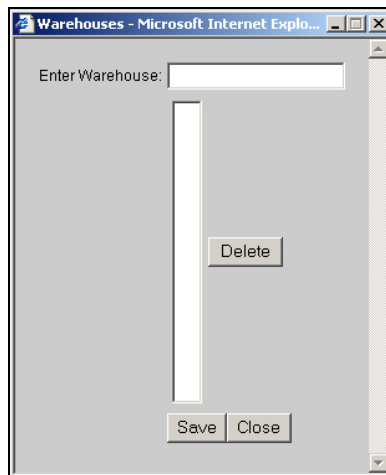 Warehouses - Microsoft Internet Explo...
Enter Warehouse:
Delete
Save Close